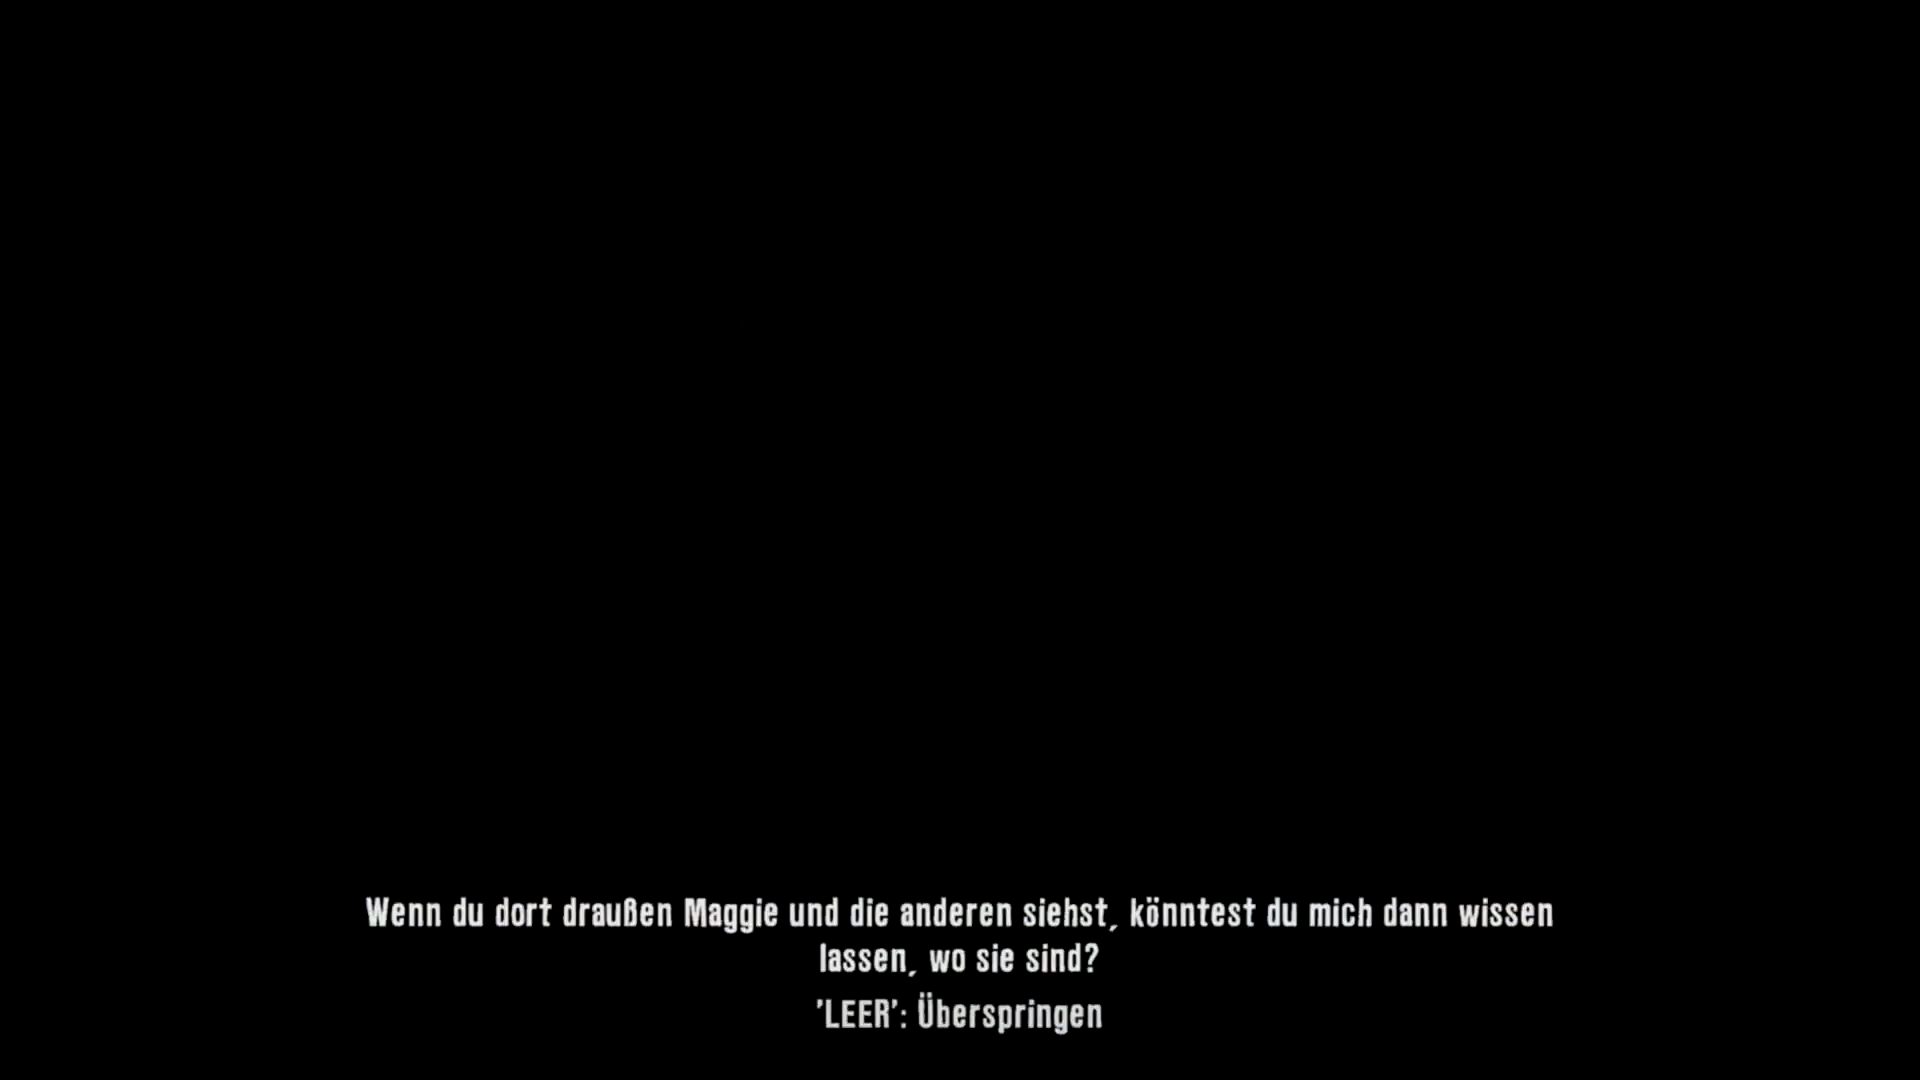 Wenn du dort draußen Maggie und die anderen siehst, könntest du mich dann wissen
lassen, wo sie sind?
'LEER': Überspringen